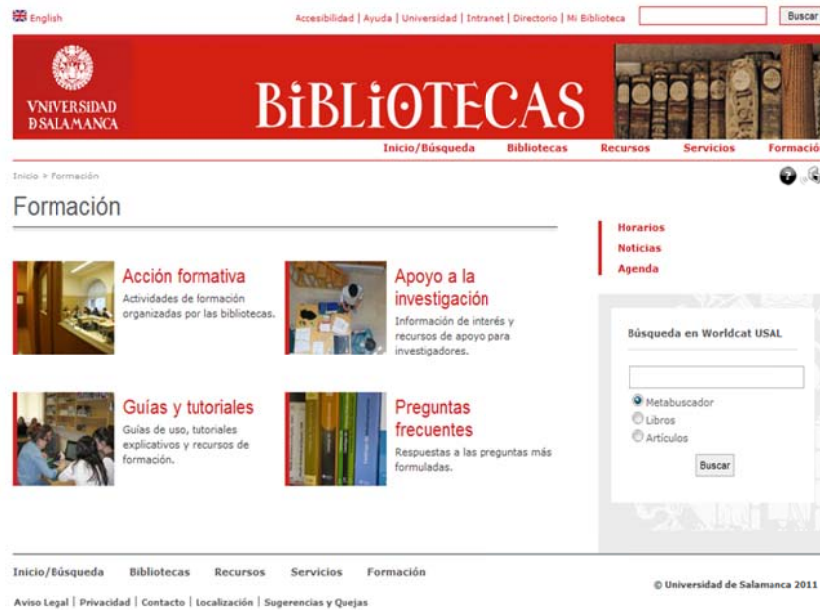 English
Accesibilidad | Ayuda | Universidad | Intranet | Directorio | Mi Biblioteca
Buscar
VNIVERSIDAD
D SALAMANCA
BiBLiOTECAS
Inicio/Búsqueda Bibliotecas Recursos Servicios Formación
Inicio > Formación
Formación
Horarios
Noticias
Agenda
Acción formativa
Actividades de formación
organizadas por las bibliotecas.
Apoyo a la
investigación
Información de interés y
recursos de apoyo para
investigadores.
Búsqueda en Worldcat USAL
Metabuscador
Libros
Artículos
Buscar
Guías y tutoriales
Guías de uso, tutoriales
explicativos y recursos de
formación.
Preguntas
frecuentes
Respuestas a las preguntas más
formuladas.
Inicio/Búsqueda Bibliotecas Recursos Servicios Formación
© Universidad de Salamanca 2011
Aviso Legal | Privacidad | Contacto | Localización | Sugerencias y Quejas